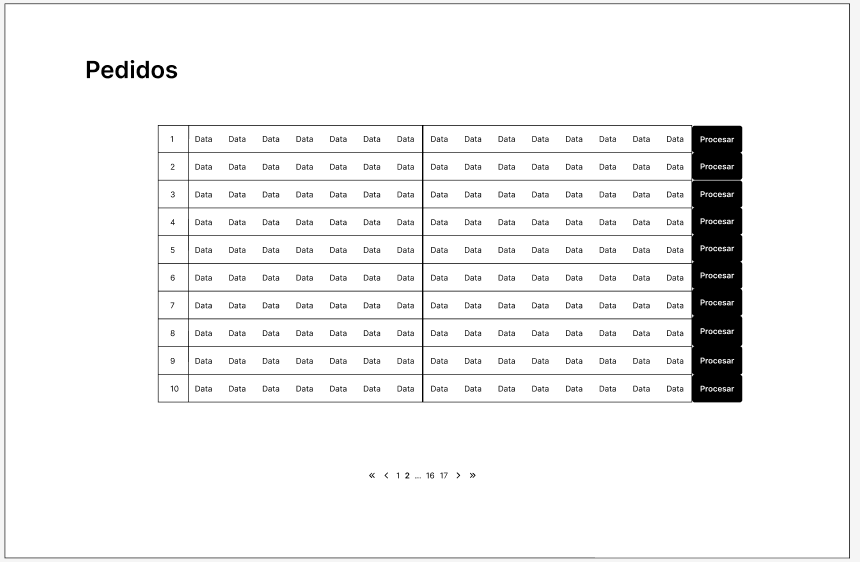 Pedidos
1 Data Data Data Data Data Data Data Data Data Data Data Data Data Data Data Procesar
2 Data Data Data Data Data Data Data Data Data Data Data Data Data Data Data Procesar
3 Data Data Data Data Data Data Data Data Data Data Data Data Data Data Data Procesar
4 Data Data Data Data Data Data Data Data Data Data Data Data Data Data Data Procesar
5 Data Data Data Data Data Data Data Data Data Data Data Data Data Data Data Procesar
6 Data Data Data Data Data Data Data Data Data Data Data Data Data Data Data Procesar
7 Data Data Data Data Data Data Data Data Data Data Data Data Data Data Data Procesar
8 Data Data Data Data Data Data Data Data Data Data Data Data Data Data Data Procesar
9 Data Data Data Data Data Data Data Data Data Data Data Data Data Data Data Procesar
10 Data Data Data Data Data Data Data Data Data Data Data Data Data Data Data Procesar
« ‹ 1 2 ... 16 17 › »